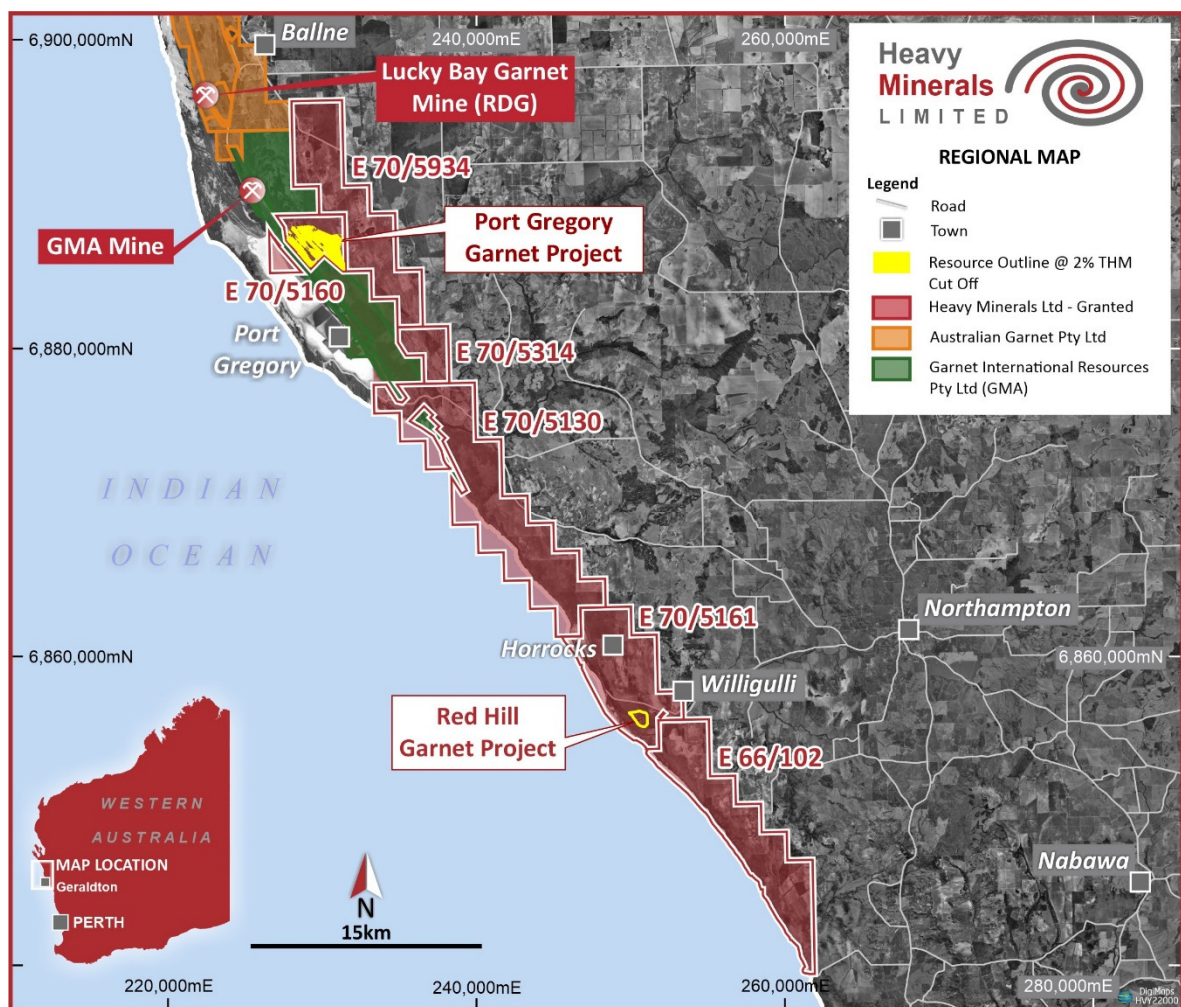 6,900,000mN
Ballne
240,000mE
260,000mE
Lucky Bay Garnet
Mine (RDG)
E 70/5934
GMA Mine
Port Gregory
Garnet Project
E 70/5160
Port
Gregory
6,880,000mN
E 70/5314
E 70/5130
INDIAN
OCEAN
E 70/5161
Horrocks
Northampton
6,860,000mN
6,860,000mN
Willigulli
Red Hill
Garnet Project
E 66/102
Nabawa
Heavy
Minerals
LIMITED
REGIONAL MAP
Legend
Road
Town
Resource Outline @ 2% THM
Cut Off
Heavy Minerals Ltd - Granted
Australian Garnet Pty Ltd
Garnet International Resources
Pty Ltd (GMA)
WESTERN
AUSTRALIA
MAP LOCATION
Geraldton
PERTH
N
15km
220,000mE
240,000mE
260,000mE
280,000mE
DigiMaps
HVY22000